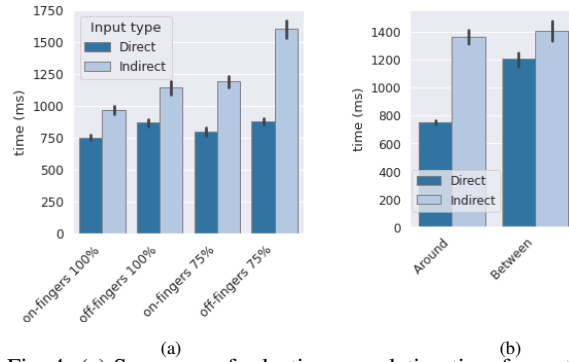 1750
1500
1250
1000
750
500
250
0
time (ms)
Input type
Direct
Indirect
on-fingers 100%
off-fingers 100%
on-fingers 75%
off-fingers 75%
(a)
1400
1200
1000
800
600
400
200
0
time (ms)
Direct
Indirect
Around
Between
(b)